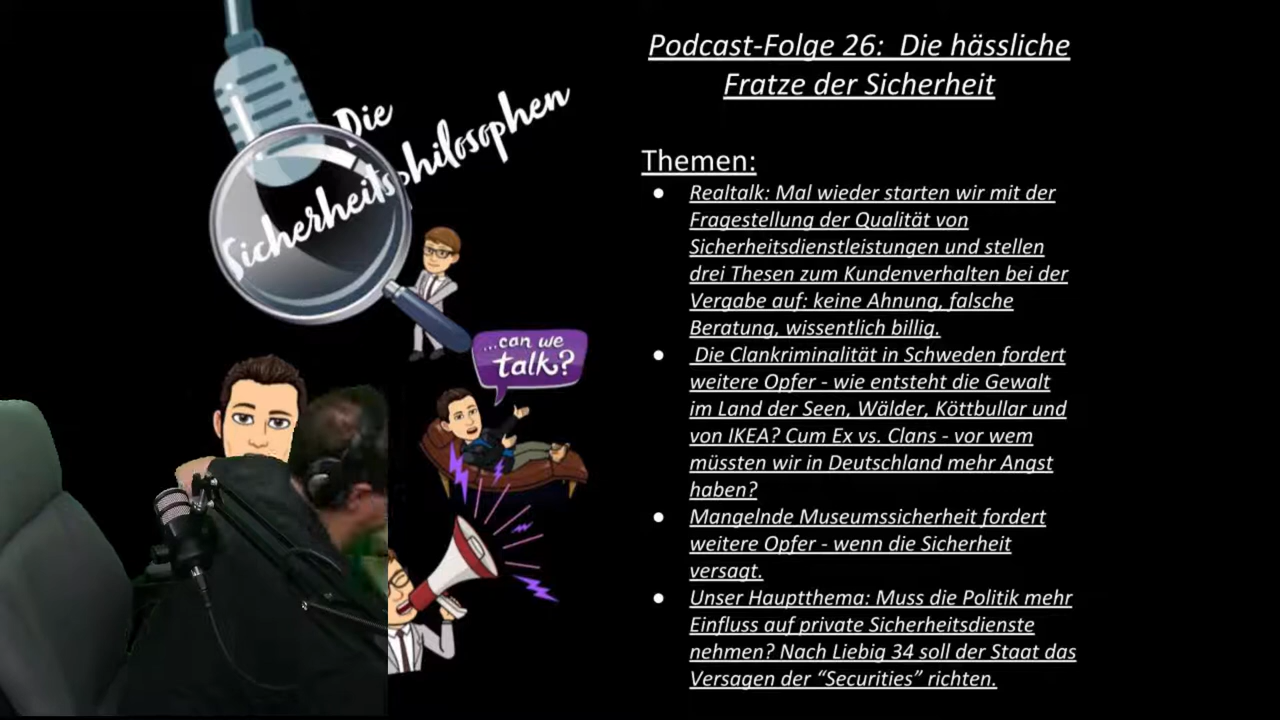 Die
Sicherheitsphilosophen
...can we
talk?
Podcast-Folge 26: Die hässliche
Fratze der Sicherheit
Themen:
● Realtalk: Mal wieder starten wir mit der
Fragestellung der Qualität von
Sicherheitsdienstleistungen und stellen
drei Thesen zum Kundenverhalten bei der
Vergabe auf: keine Ahnung, falsche
Beratung, wissentlich billig.
● Die Clankriminalität in Schweden fordert
weitere Opfer - wie entsteht die Gewalt
im Land der Seen, Wälder, Köttbullar und
von IKEA? Cum Ex vs. Clans - vor wem
müssten wir in Deutschland mehr Angst
haben?
● Mangelnde Museumssicherheit fordert
weitere Opfer - wenn die Sicherheit
versagt.
● Unser Hauptthema: Muss die Politik mehr
Einfluss auf private Sicherheitsdienste
nehmen? Nach Liebig 34 soll der Staat das
Versagen der “Securities” richten.